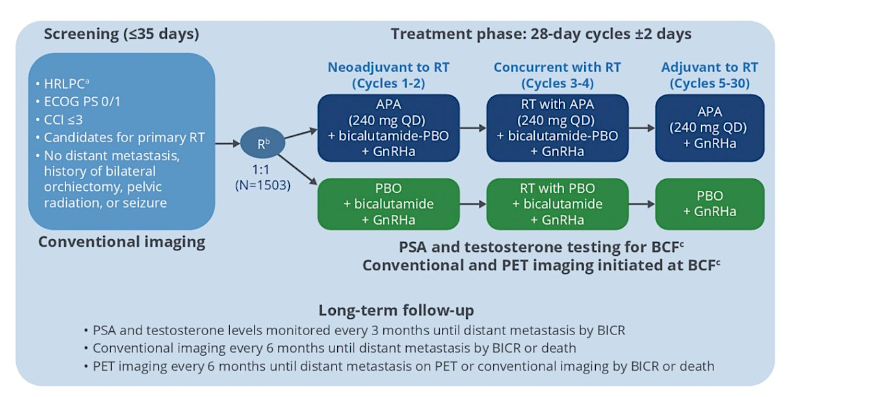 Screening (≤35 days)
• HRLPCᵃ
• ECOG PS 0/1
• CCI ≤3
• Candidates for primary RT
• No distant metastasis,
history of bilateral
orchiectomy, pelvic
radiation, or seizure
Conventional imaging
Rᵇ
1:1
(N=1503)
Treatment phase: 28-day cycles ±2 days
Neoadjuvant to RT
(Cycles 1-2)
APA
(240 mg QD)
+ bicalutamide-PBO
+ GnRHa
PBO
+ bicalutamide
+ GnRHa
Concurrent with RT
(Cycles 3-4)
RT with APA
(240 mg QD)
+ bicalutamide-PBO
+ GnRHa
RT with PBO
+ bicalutamide
+ GnRHa
Adjuvant to RT
(Cycles 5-30)
APA
(240 mg QD)
+ GnRHa
PBO
+ GnRHa
PSA and testosterone testing for BCFᶜ
Conventional and PET imaging initiated at BCFᶜ
Long-term follow-up
• PSA and testosterone levels monitored every 3 months until distant metastasis by BICR
• Conventional imaging every 6 months until distant metastasis by BICR or death
• PET imaging every 6 months until distant metastasis on PET or conventional imaging by BICR or death